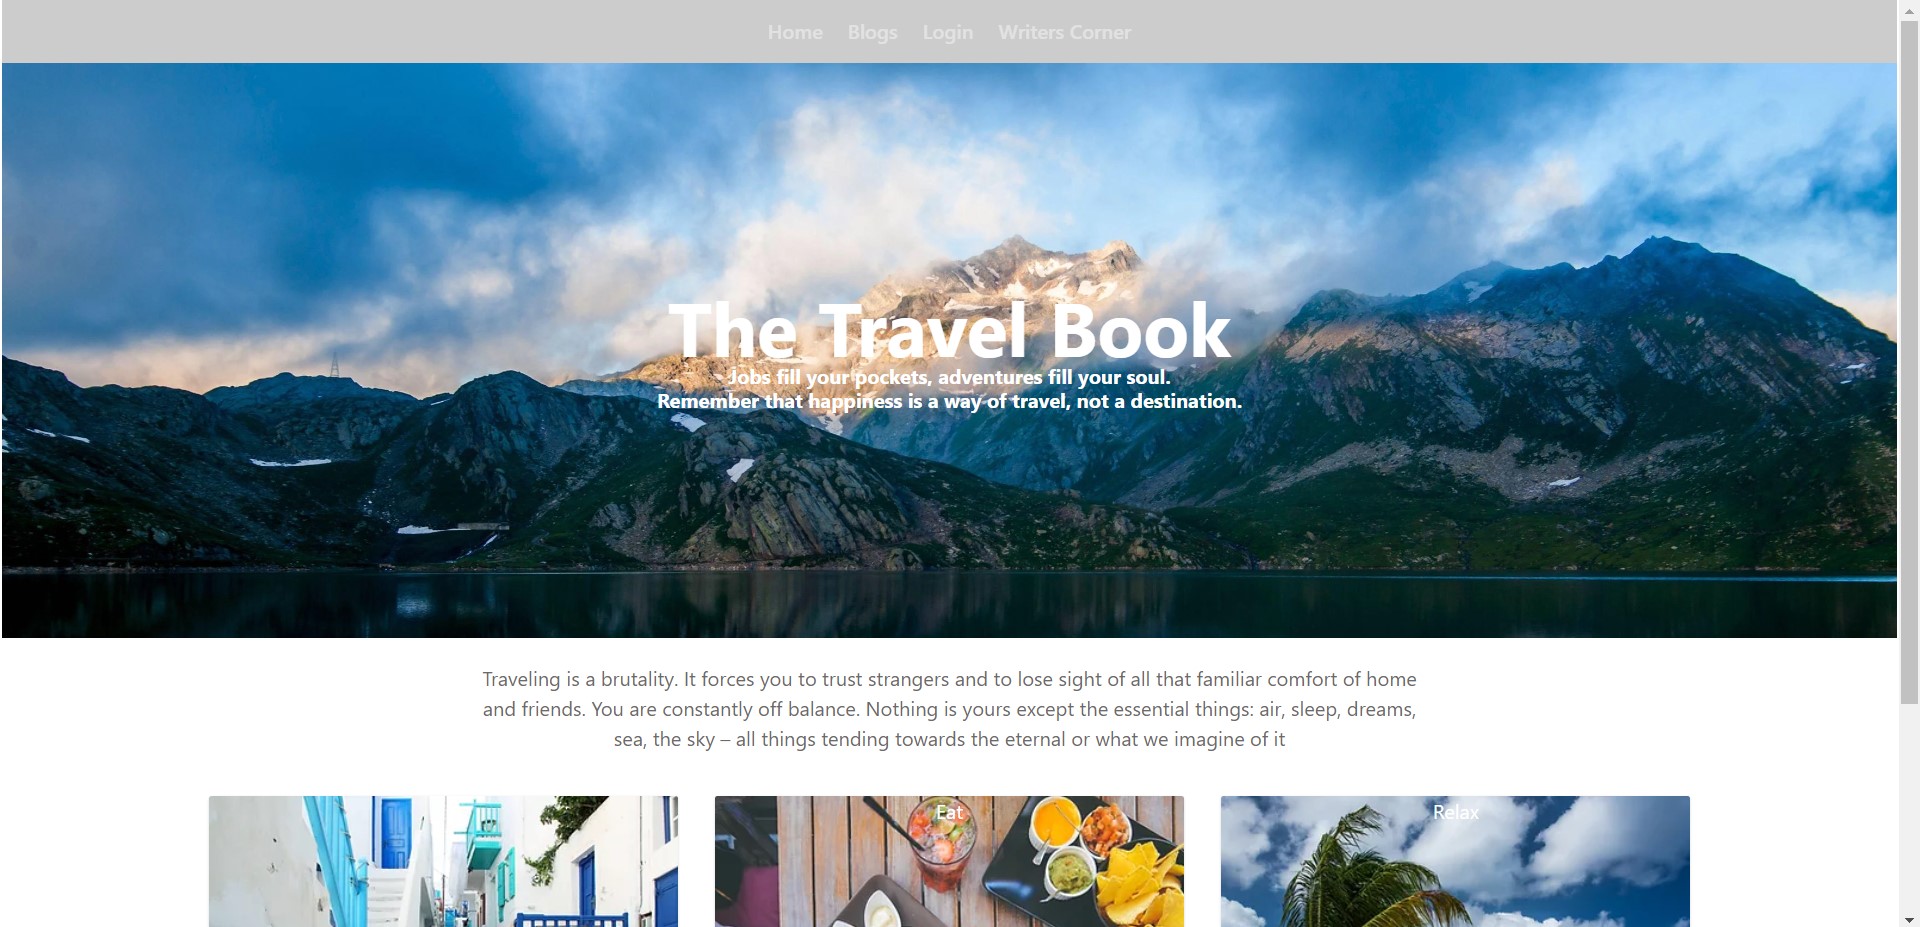 Home Blogs Login Writers Corner
The Travel Book
Jobs fill your pockets, adventures fill your soul.
Remember that happiness is a way of travel, not a destination.
Traveling is a brutality. It forces you to trust strangers and to lose sight of all that familiar comfort of home
and friends. You are constantly off balance. Nothing is yours except the essential things: air, sleep, dreams,
sea, the sky – all things tending towards the eternal or what we imagine of it
Eat
Relax